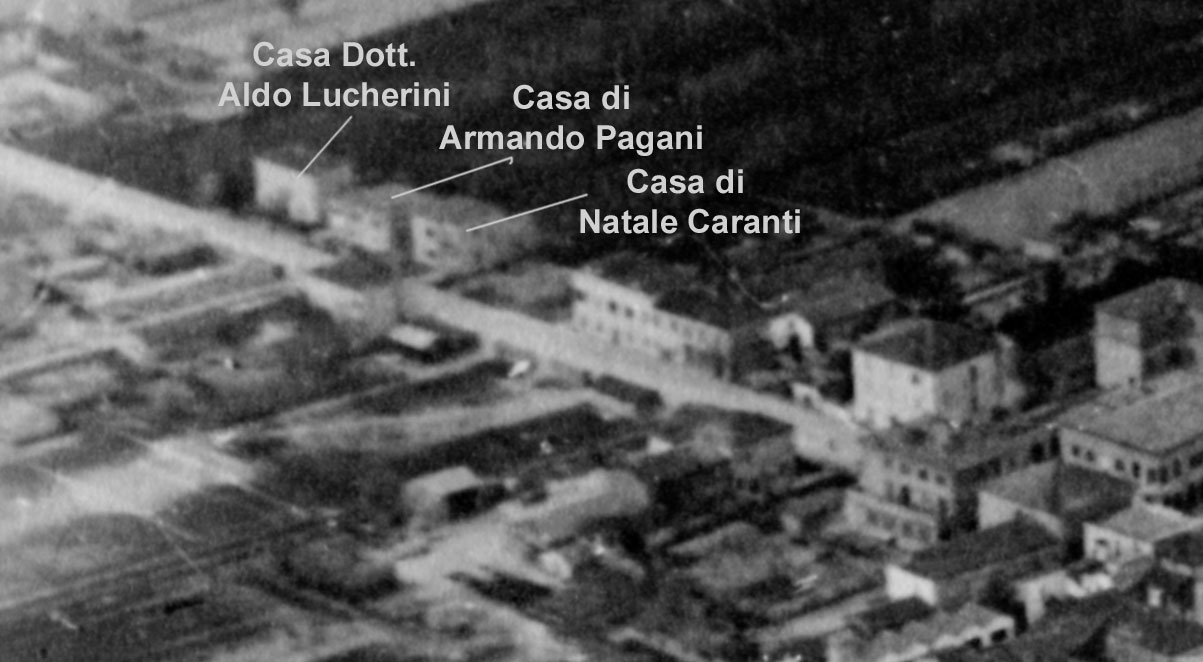 Casa Dott.
Aldo Lucherini
Casa di
Armando Pagani
Casa di
Natale Caranti